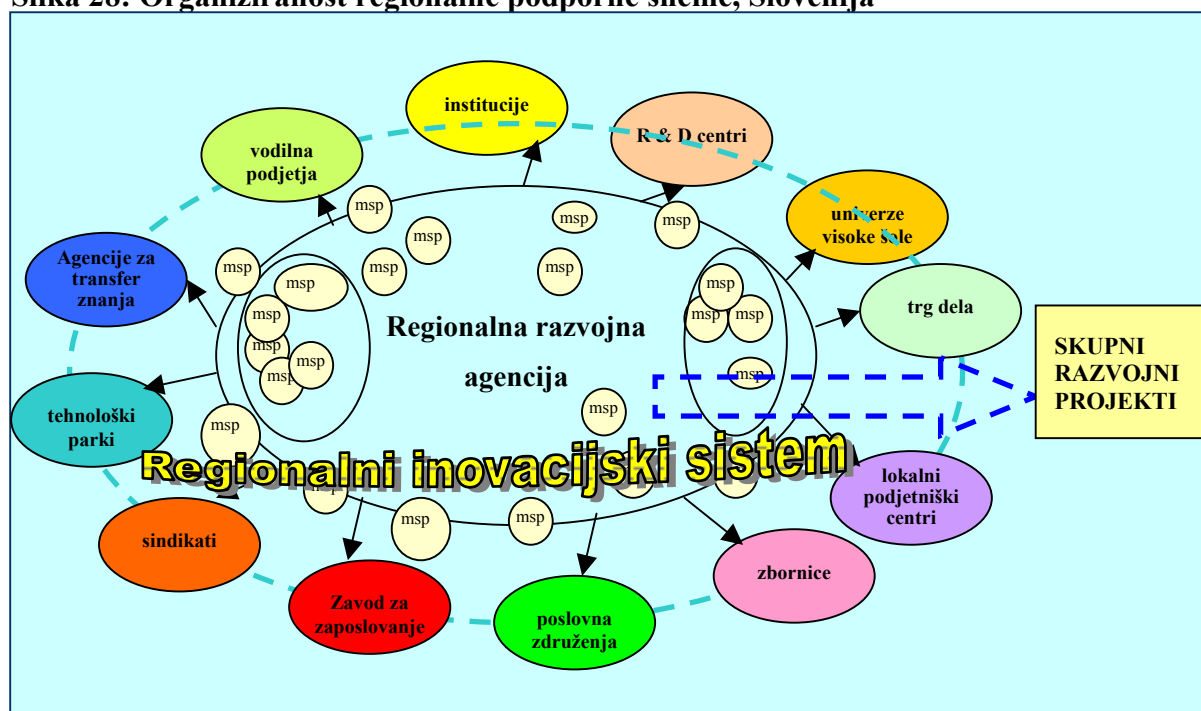 Slika 28: Organiziranost regionalne podporne sheme, Slovenija
institucije
R & D centri
vodilna
podjetja
univerze
visoke šole
msp
msp
msp
msp
msp
Agencije za
transfer
znanja
msp
msp
msp
msp
msp
trg dela
msp
msp
msp
msp
msp
msp
Regionalna razvojna
agencija
msp
SKUPNI
RAZVOJNI
PROJEKTI
tehnološki
parki
msp
msp
Regionalni inovacijski sistem
lokalni
podjetniški
centri
msp
msp
msp
msp
msp
sindikati
zbornice
Zavod za
zaposlovanje
poslovna
združenja